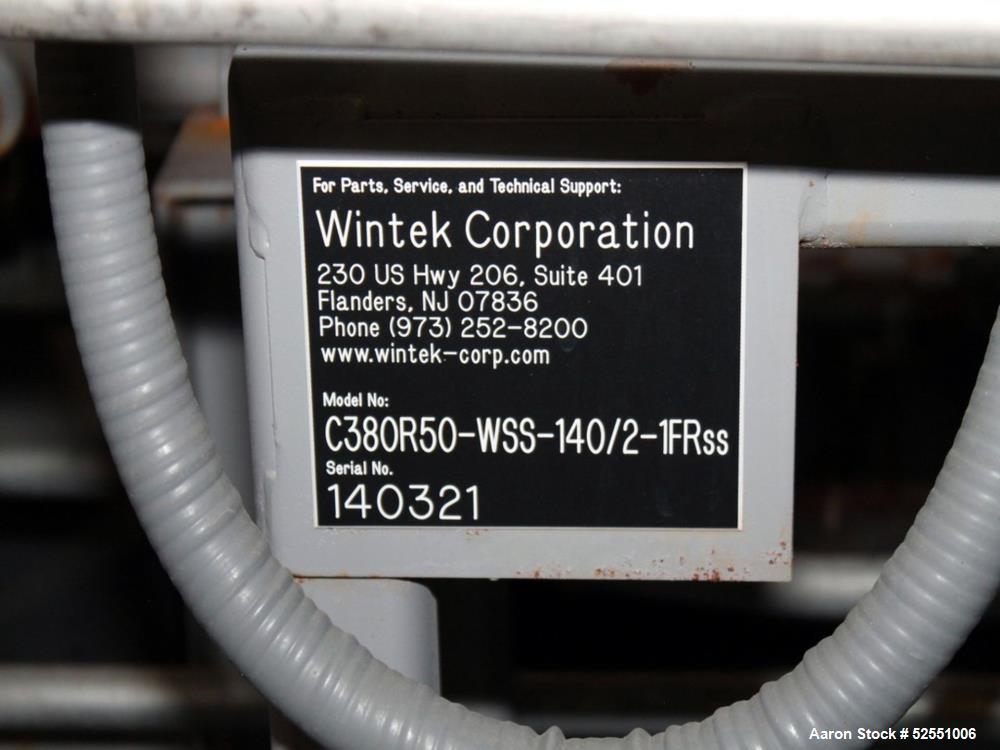 For Parts, Service, and Technical Support:
Wintek Corporation
230 US Hwy 206, Suite 401
Flanders, NJ 07836
Phone (973) 252-8200
www.wintek-corp.com
Model No:
C380R50-WSS-140/2-1FRss
Serial No.
140321
Aaron Stock # 52551006